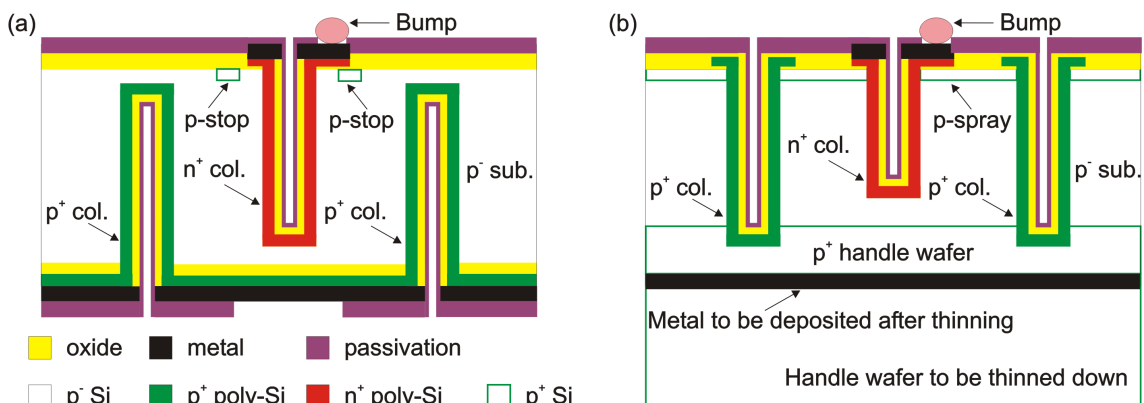 (a)
Bump
p-stop
p-stop
n⁺ col.
p⁻ sub.
p⁺ col.
p⁺ col.
oxide
metal
passivation
p⁻ Si
p⁺ poly-Si
n⁺ poly-Si
p⁺ Si
(b)
Bump
p-spray
n⁺ col.
p⁻ sub.
p⁺ col.
p⁺ col.
p⁺ handle wafer
Metal to be deposited after thinning
Handle wafer to be thinned down